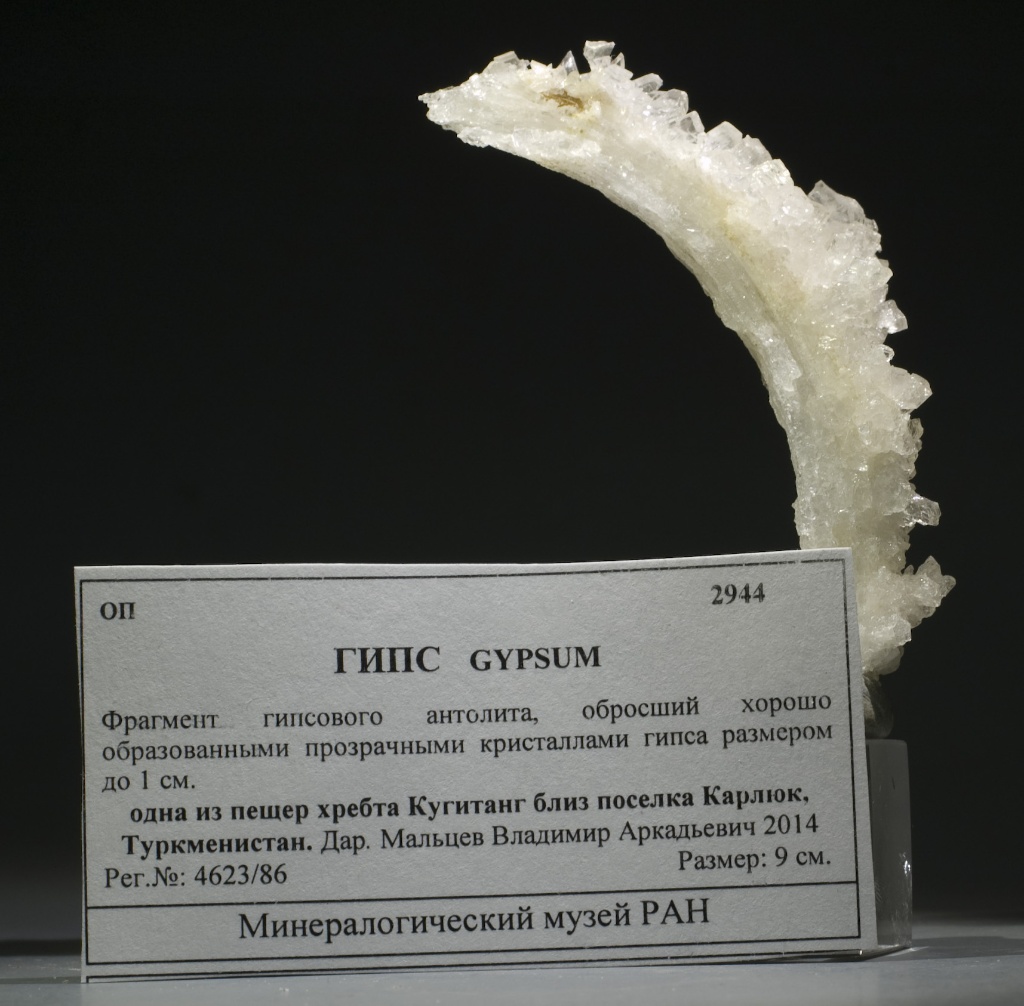 ОП 2944
ГИПС GYPSUM
Фрагмент гипсового антолита, обросший хорошо
образованными прозрачными кристаллами гипса размером
до 1 см.
одна из пещер хребта Кугитанг близ поселка Карлюк,
Туркменистан. Дар. Мальцев Владимир Аркадьевич 2014
Рег.№: 4623/86 Размер: 9 см.
Минералогический музей РАН